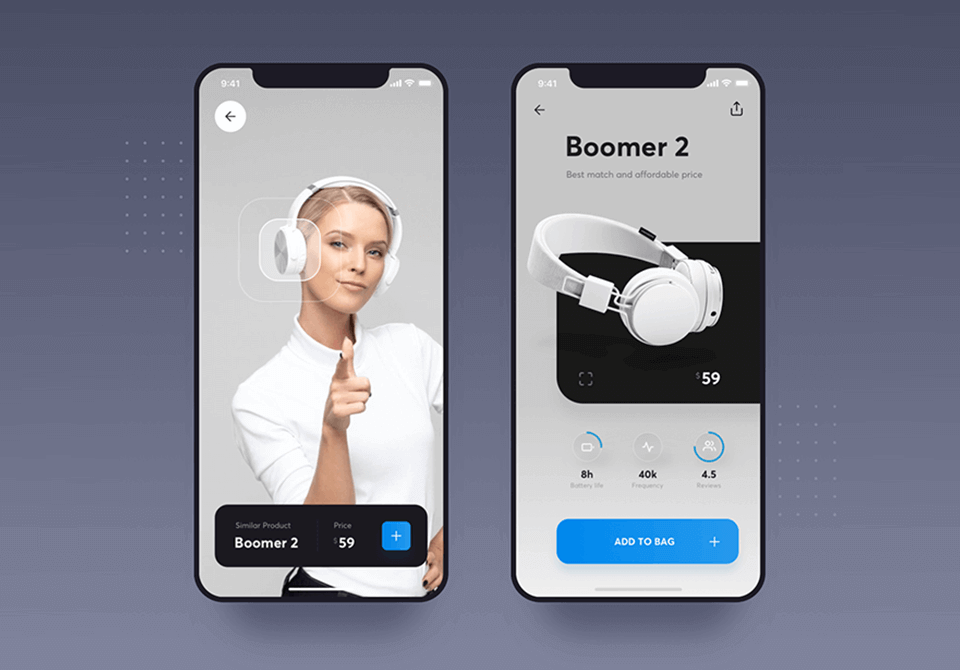 9:41
Similar Product
Price
Boomer 2
$59
9:41
Boomer 2
Best match and affordable price
$59
8h
40k
4.5
Battery life
Frequency
Reviews
ADD TO BAG